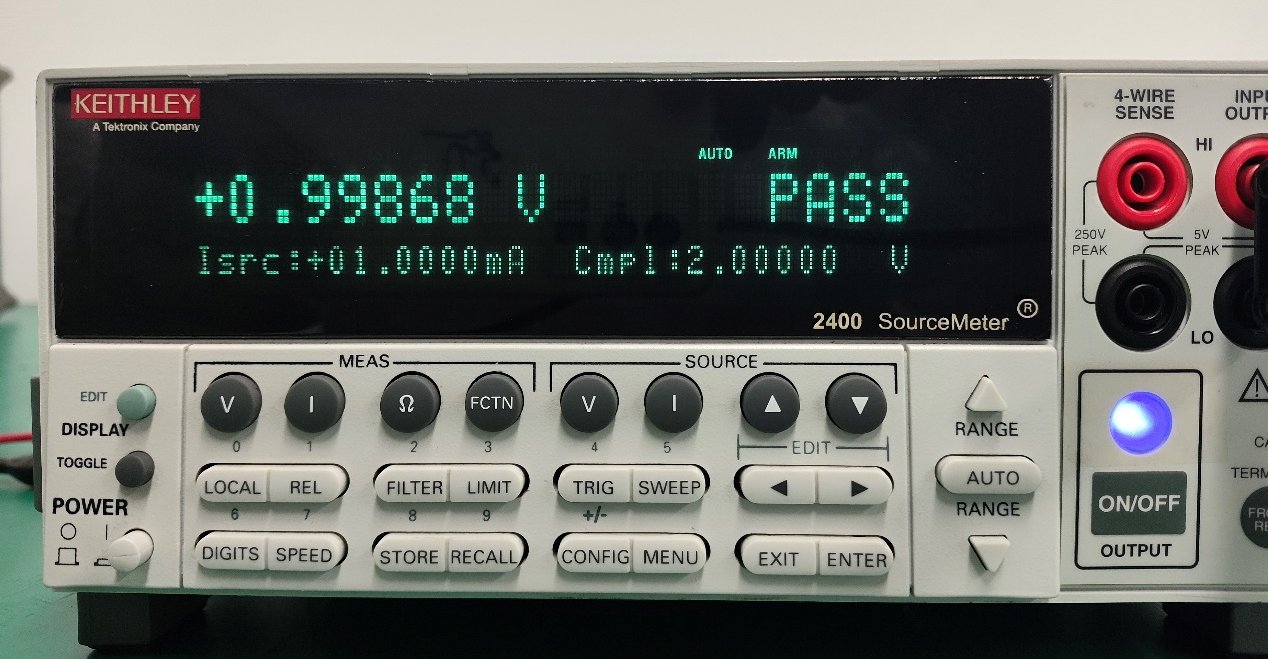 KEITHLEY
A Tektronix Company
AUTO ARM
+0.99868 V PASS
Isrc:+01.0000mA Cmpl:2.00000 V
2400 SourceMeter ®
4-WIRE
SENSE
HI
250V
PEAK
5V
PEAK
LO
MEAS
SOURCE
EDIT
DISPLAY
TOGGLE
POWER
V I Ω FCTN V I ▲ ▼
0 1 2 3 4 5 EDIT
LOCAL REL FILTER LIMIT TRIG SWEEP ◀ ▶
6 7 8 9 +/-
DIGITS SPEED STORE RECALL CONFIG MENU EXIT ENTER
RANGE
AUTO
RANGE
ON/OFF
OUTPUT